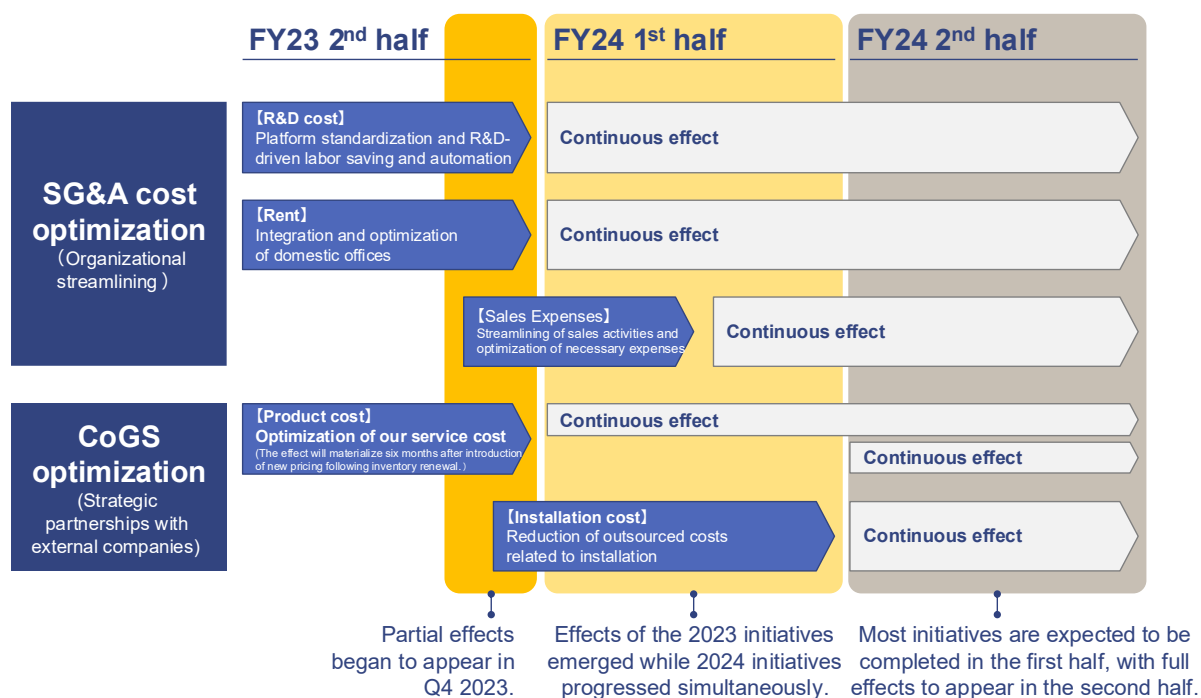 FY23 2nd half
FY24 1st half
FY24 2nd half
SG&A cost
optimization
（Organizational
streamlining ）
【R&D cost】
Platform standardization and R&D-
driven labor saving and automation
Continuous effect
【Rent】
Integration and optimization
of domestic offices
Continuous effect
【Sales Expenses】
Streamlining of sales activities and
optimization of necessary expenses
Continuous effect
CoGS
optimization
(Strategic
partnerships with
external companies)
【Product cost】
Optimization of our service cost
(The effect will materialize six months after introduction
of new pricing following inventory renewal.)
Continuous effect
Continuous effect
【Installation cost】
Reduction of outsourced costs
related to installation
Continuous effect
Partial effects
began to appear in
Q4 2023.
Effects of the 2023 initiatives
emerged while 2024 initiatives
progressed simultaneously.
Most initiatives are expected to be
completed in the first half, with full
effects to appear in the second half.